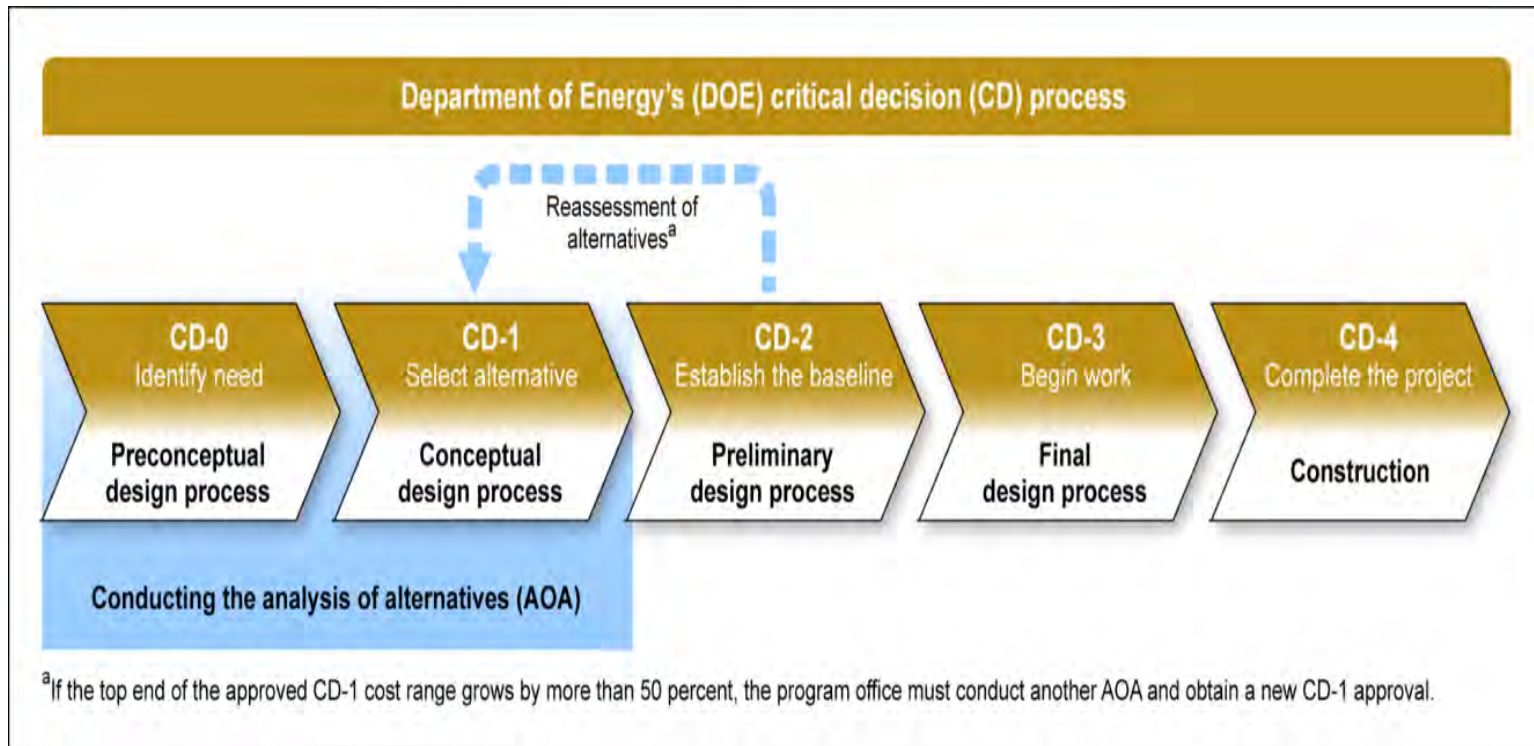 Department of Energy's (DOE) critical decision (CD) process
Reassessment of
alternativesa
CD-0
Identify need
Preconceptual
design process
CD-1
Select alternative
Conceptual
design process
CD-2
Establish the baseline
Preliminary
design process
CD-3
Begin work
Final
design process
CD-4
Complete the project
Construction
Conducting the analysis of alternatives (AOA)
aIf the top end of the approved CD-1 cost range grows by more than 50 percent, the program office must conduct another AOA and obtain a new CD-1 approval.